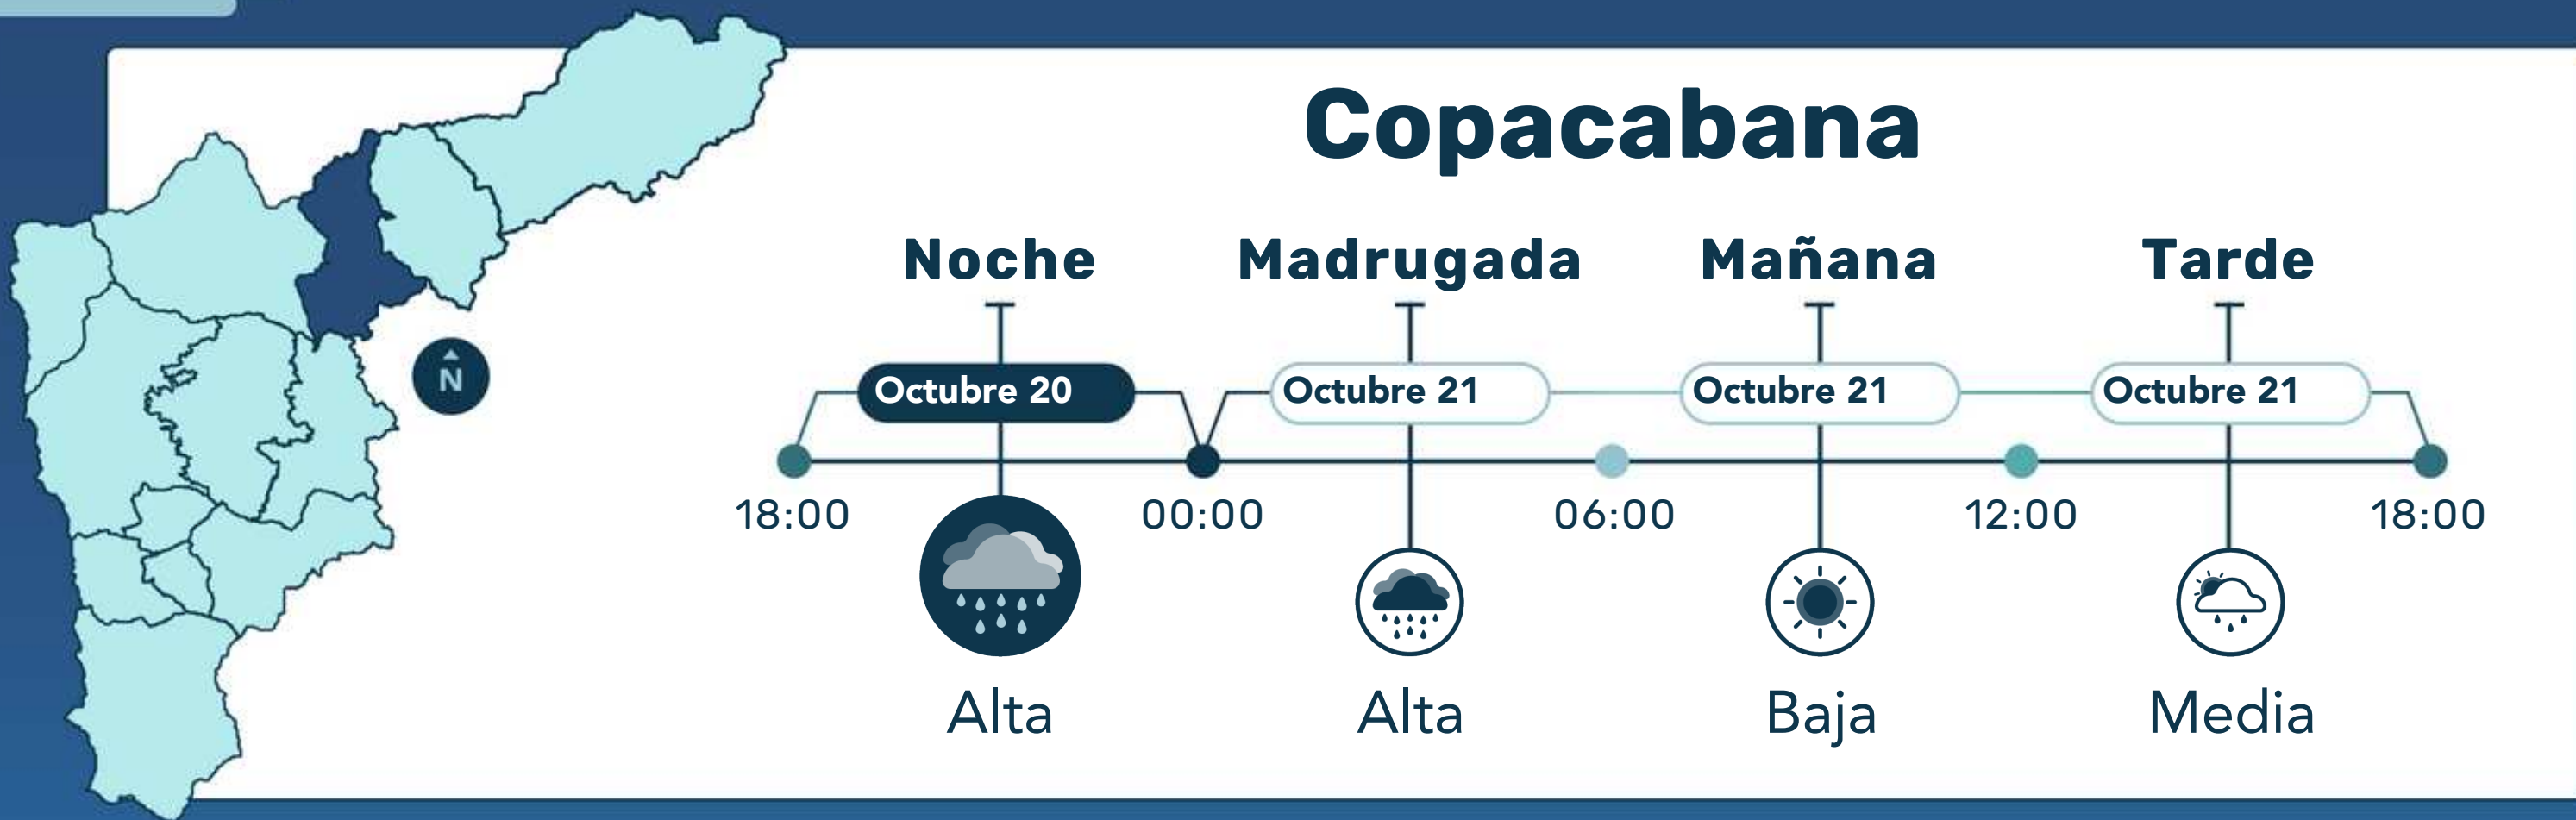 Copacabana
Noche Madrugada Mañana Tarde
Octubre 20 Octubre 21 Octubre 21 Octubre 21
N
18:00 00:00 06:00 12:00 18:00
Alta Alta Baja Media